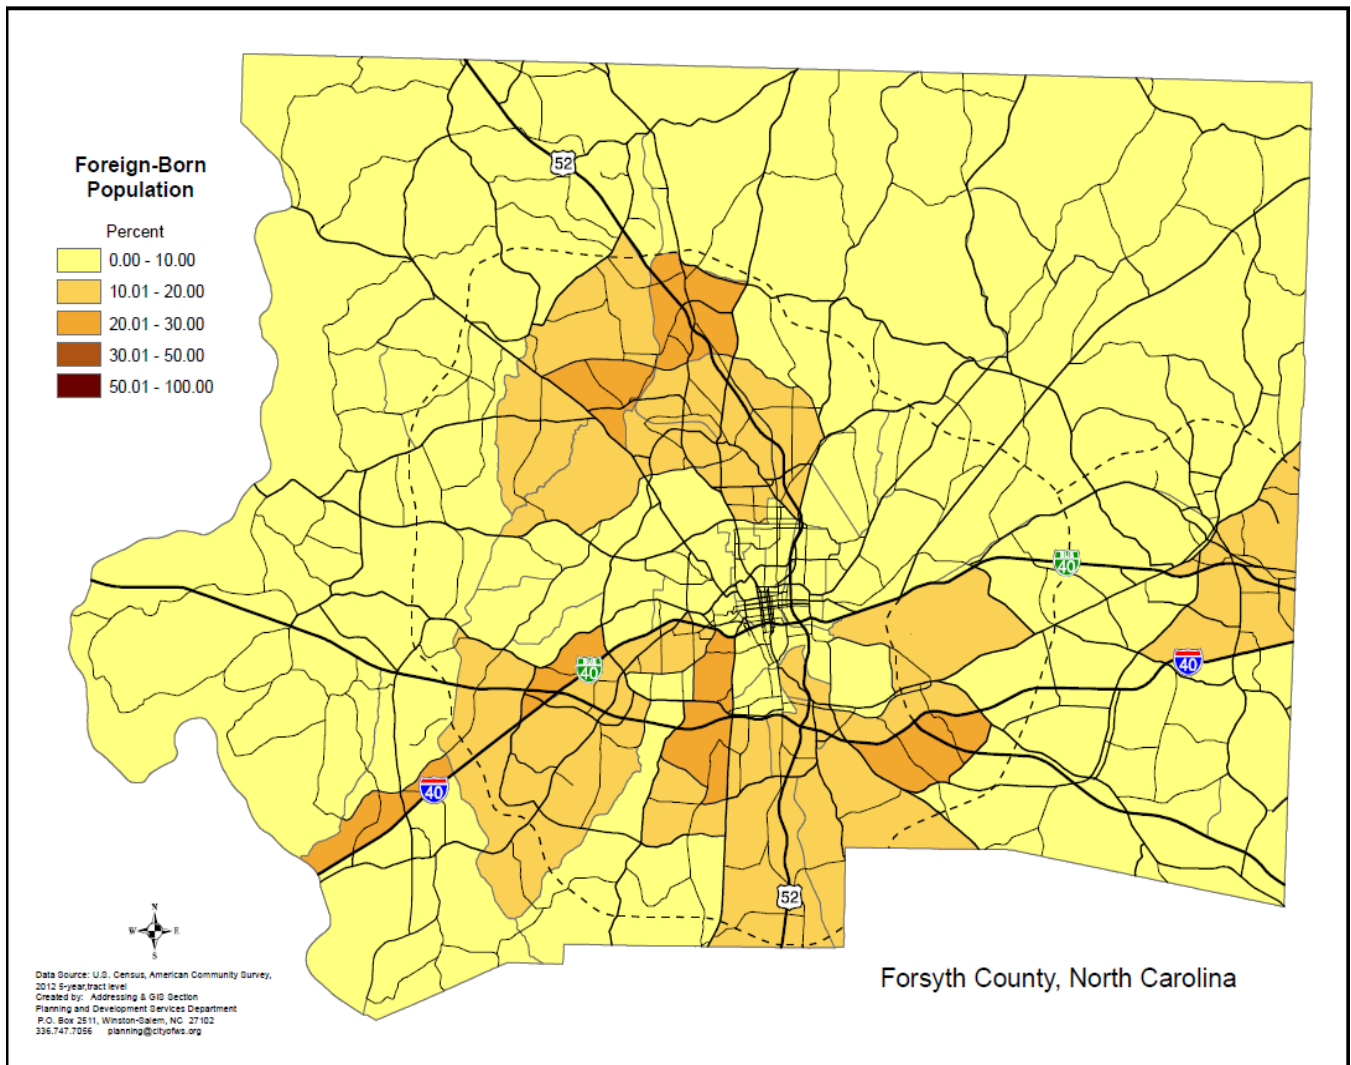 Foreign-Born
Population
Percent
0.00 - 10.00
10.01 - 20.00
20.01 - 30.00
30.01 - 50.00
50.01 - 100.00
52
40
40
40
40
52
N
W E
S
Data Source: U.S. Census, American Community Survey,
2012 5-year,tract level
Created by: Addressing & GIS Section
Planning and Development Services Department
P.O. Box 2511, Winston-Salem, NC 27102
336.747.7056 planning@cityofws.org
Forsyth County, North Carolina